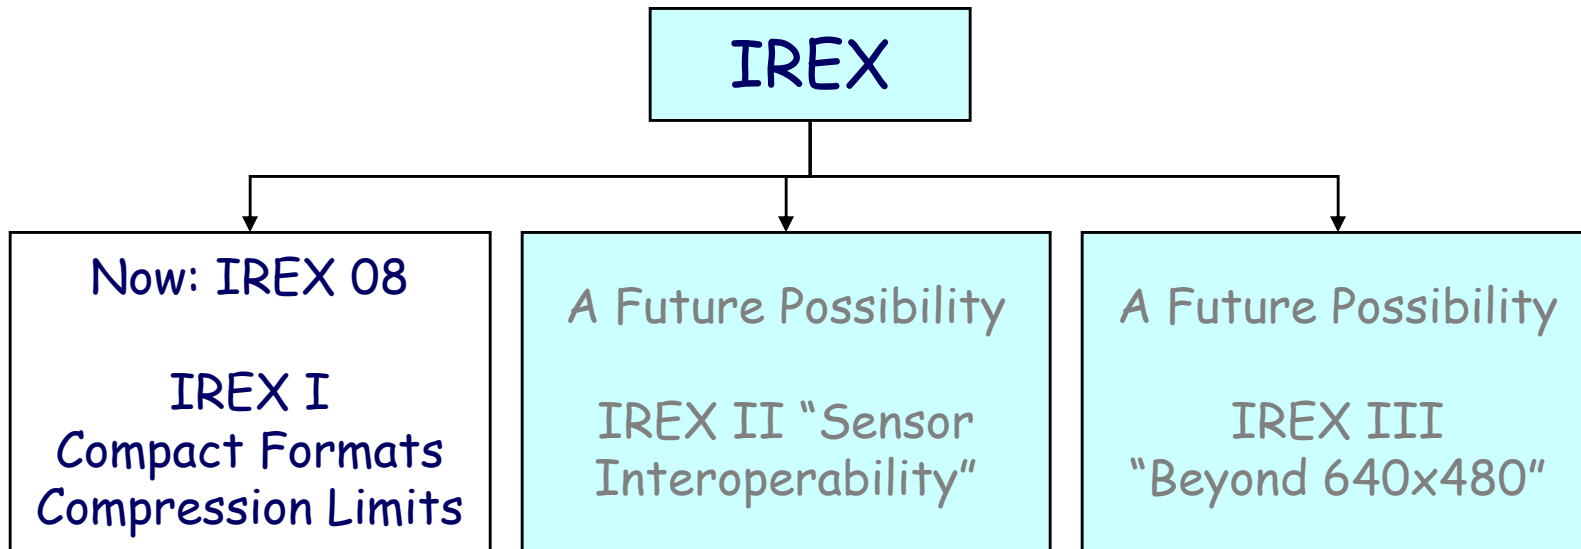 IREX
Now: IREX 08
IREX I
Compact Formats
Compression Limits
A Future Possibility
IREX II “Sensor
Interoperability”
A Future Possibility
IREX III
“Beyond 640x480”